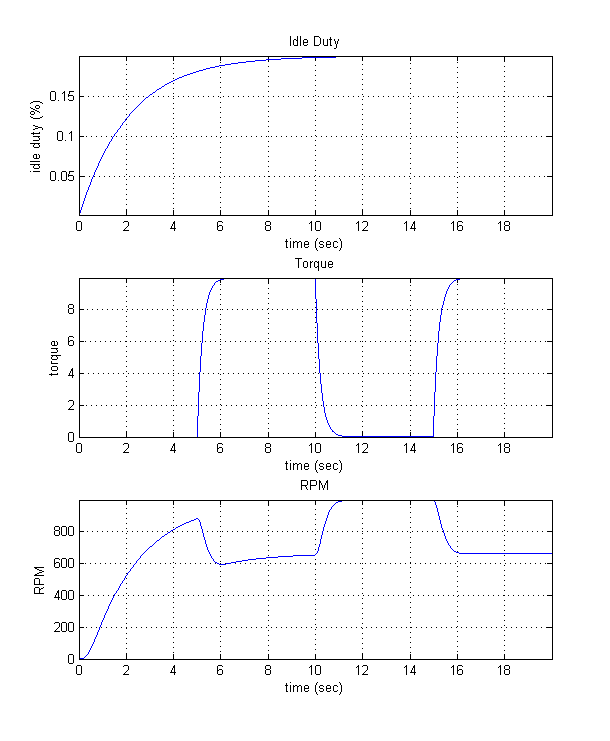 Idle Duty
idle duty (%)
0.15
0.1
0.05
0 2 4 6 8 10 12 14 16 18
time (sec)
Torque
torque
8
6
4
2
0
0 2 4 6 8 10 12 14 16 18
time (sec)
RPM
RPM
800
600
400
200
0
0 2 4 6 8 10 12 14 16 18
time (sec)